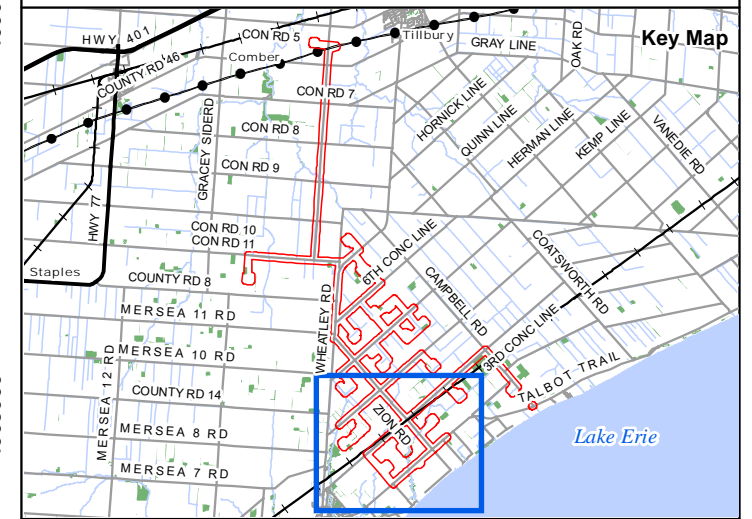 Key Map
HWY 401
CON RD 5
Tillbury
GRAY LINE
OAK RD
Comber
COUNTY RD 46
CON RD 7
HORNICK LINE
QUINN LINE
HERMAN LINE
KEMP LINE
VANEDIE RD
GRACEY SIDERD
CON RD 8
CON RD 9
HWY 77
CON RD 10
CON RD 11
6TH CONC LINE
COATSWORTH RD
Staples
COUNTY RD 8
CAMPBELL RD
WHEATLEY RD
MERSEA 11 RD
3RD CONC LINE
MERSEA 10 RD
MERSEA 12 RD
TALBOT TRAIL
COUNTY RD 14
ZION RD
Lake Erie
MERSEA 8 RD
MERSEA 7 RD